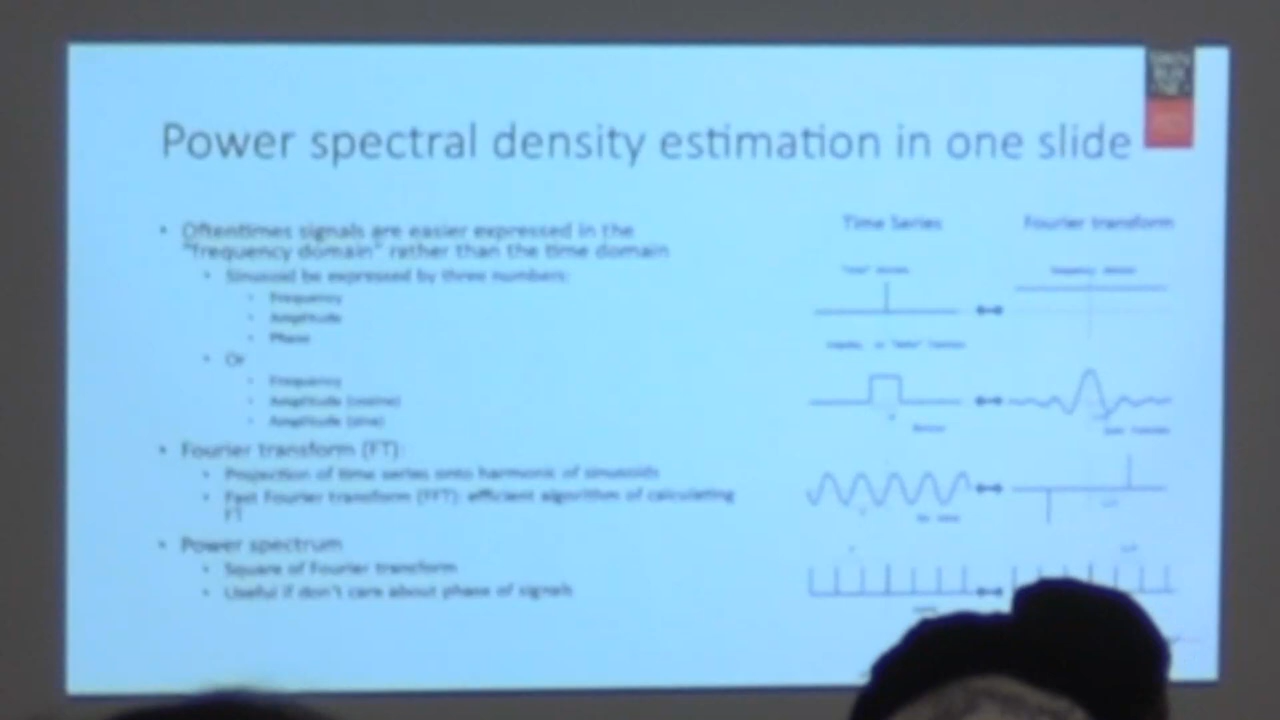 Power spectral density estimation in one slide
Oftentimes signals are easier expressed in the
"frequency domain" rather than the time domain
Sinusoid be expressed by three numbers:
Frequency
Amplitude
Phase
Or
Frequency
Amplitude (cosine)
Amplitude (sine)
Fourier transform (FT):
Projection of time series onto harmonic of sinusoids
Fast Fourier transform (FFT): efficient algorithm of calculating
FT
Power spectrum
Square of Fourier transform
Useful if don't care about phase of signals
Time Series
Fourier transform